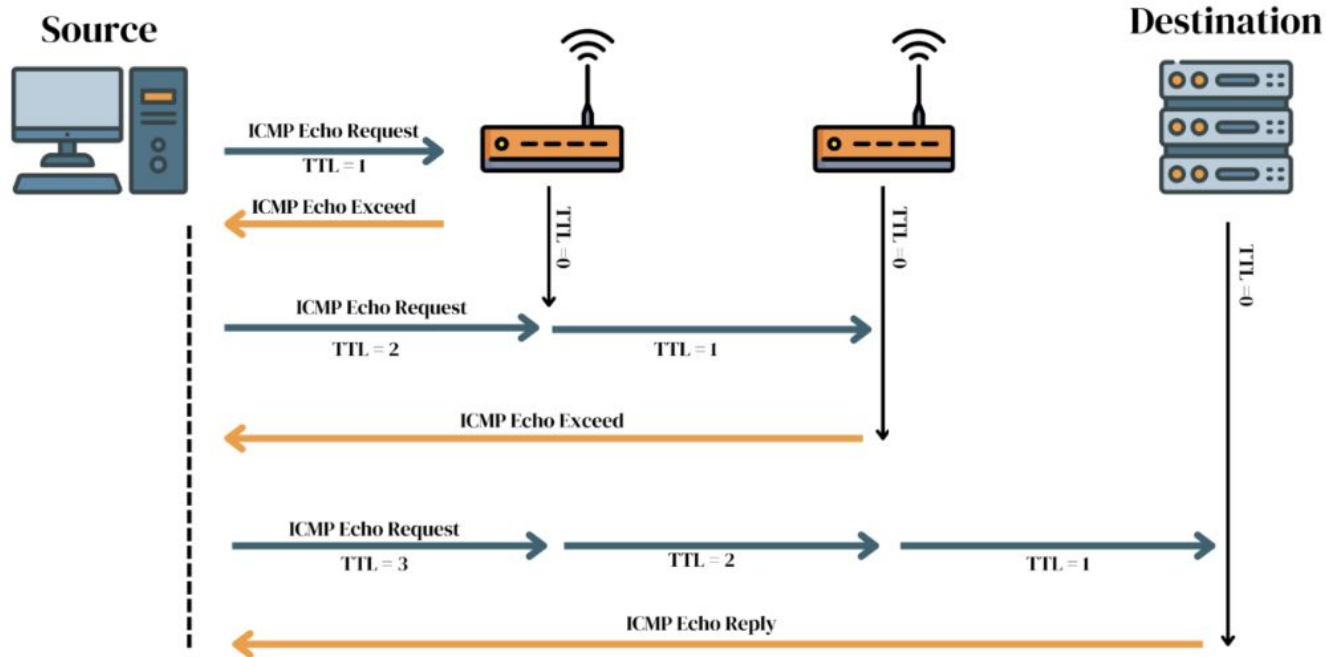 Source
Destination
ICMP Echo Request
TTL = 1
ICMP Echo Exceed
TTL =0
TTL =0
TTL =0
ICMP Echo Request
TTL = 2
TTL = 1
ICMP Echo Exceed
ICMP Echo Request
TTL = 3
TTL = 2
TTL = 1
ICMP Echo Reply